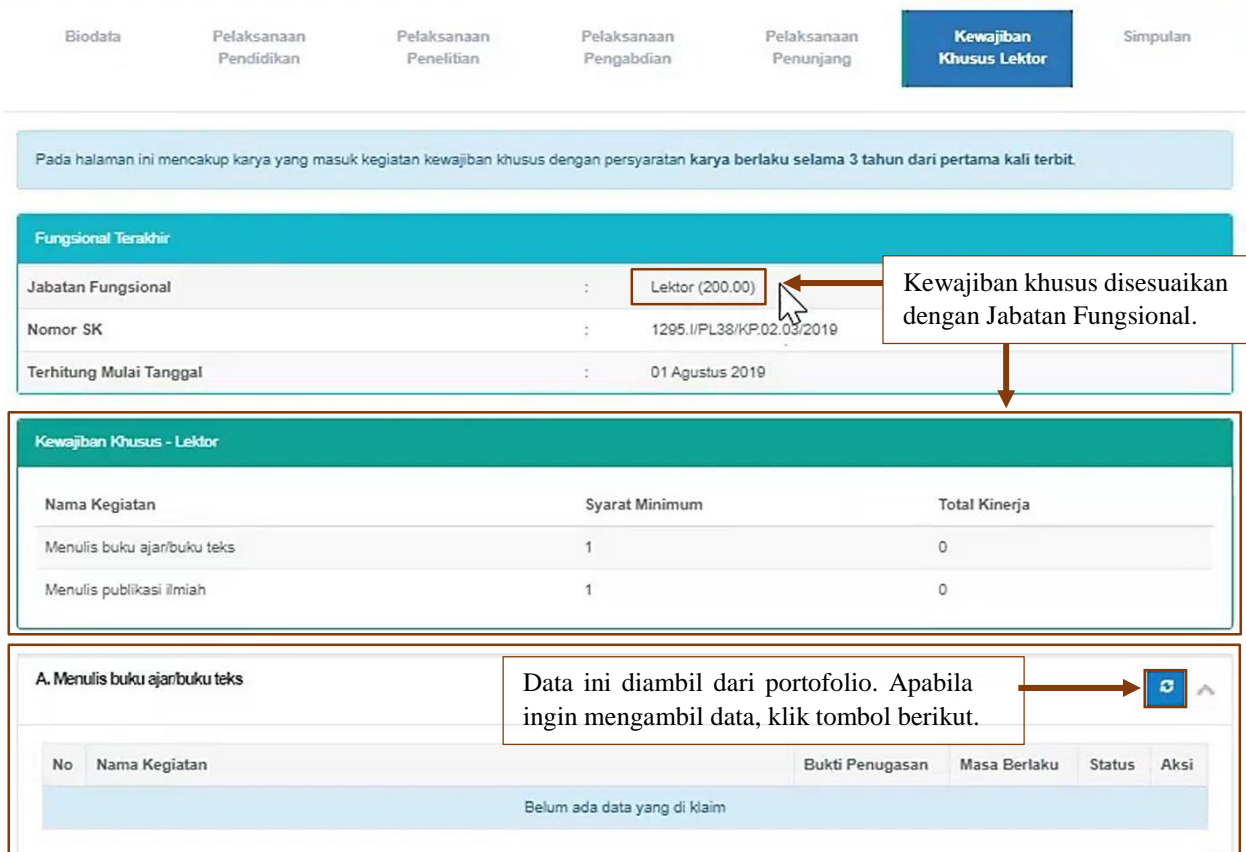 Biodata
Pelaksanaan Pendidikan
Pelaksanaan Penelitian
Pelaksanaan Pengabdian
Pelaksanaan Penunjang
Kewajiban Khusus Lektor
Simpulan
Pada halaman ini mencakup karya yang masuk kegiatan kewajiban khusus dengan persyaratan karya berlaku selama 3 tahun dari pertama kali terbit.
Fungsional Terakhir
Jabatan Fungsional : Lektor (200.00)
Kewajiban khusus disesuaikan
dengan Jabatan Fungsional.
Nomor SK : 1295.I/PL38/KP.02.03/2019
Terhitung Mulai Tanggal : 01 Agustus 2019
Kewajiban Khusus - Lektor
Nama Kegiatan Syarat Minimum Total Kinerja
Menulis buku ajar/buku teks 1 0
Menulis publikasi ilmiah 1 0
A. Menulis buku ajar/buku teks
Data ini diambil dari portofolio. Apabila
ingin mengambil data, klik tombol berikut.
No Nama Kegiatan Bukti Penugasan Masa Berlaku Status Aksi
Belum ada data yang di klaim